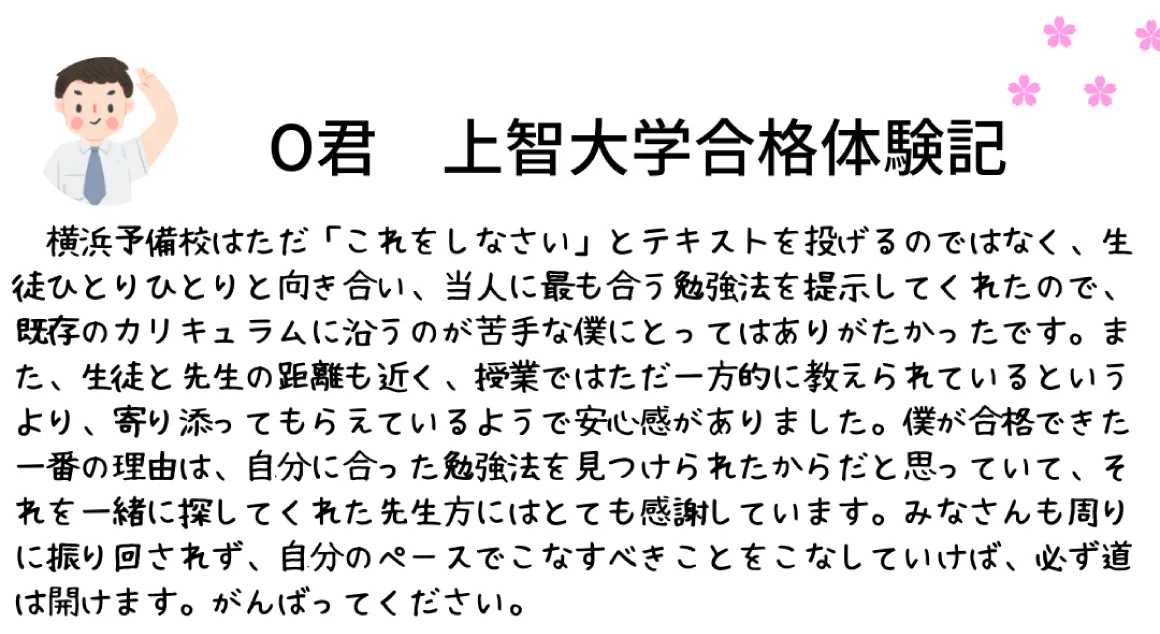 O君　上智大学合格体験記
　横浜予備校はただ「これをしなさい」とテキストを投げるのではなく、生
徒ひとりひとりと向き合い、当人に最も合う勉強法を提示してくれたので、
既存のカリキュラムに沿うのが苦手な僕にとってはありがたかったです。ま
た、生徒と先生の距離も近く、授業ではただ一方的に教えられているという
より、寄り添ってもらえているようで安心感がありました。僕が合格できた
一番の理由は、自分に合った勉強法を見つけられたからだと思っていて、そ
れを一緒に探してくれた先生方にはとても感謝しています。みなさんも周り
に振り回されず、自分のペースでこなすべきことをこなしていけば、必ず道
は開けます。がんばってください。